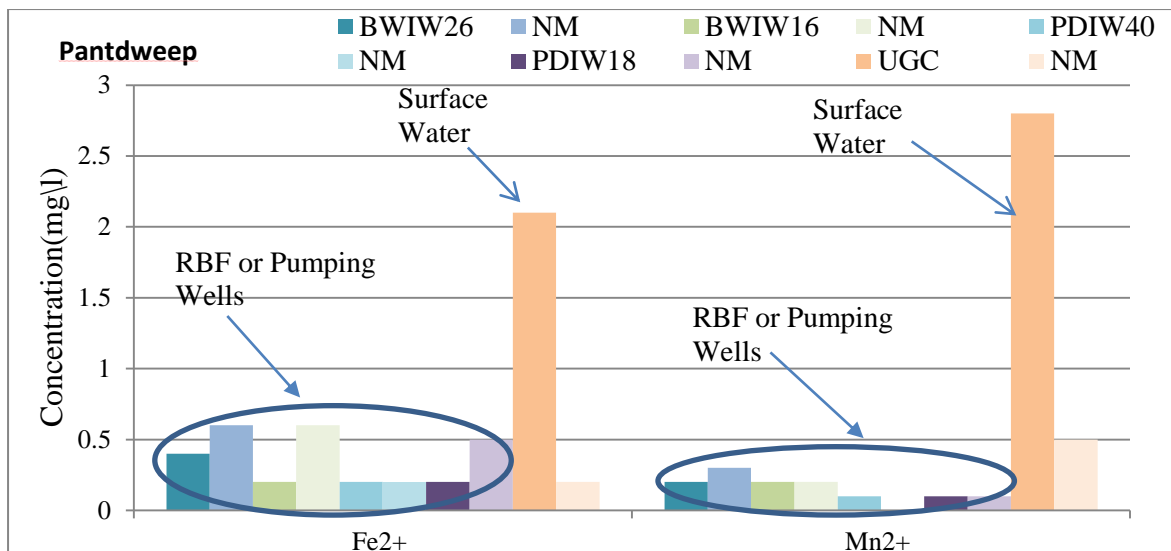 Pantdweep
BWIW26 NM BWIW16 NM PDIW40
NM PDIW18 NM UGC NM
Concentration(mg\l)
3
2.5
2
1.5
1
0.5
0
Surface
Water
Surface
Water
RBF or Pumping
Wells
RBF or Pumping
Wells
Fe2+ Mn2+